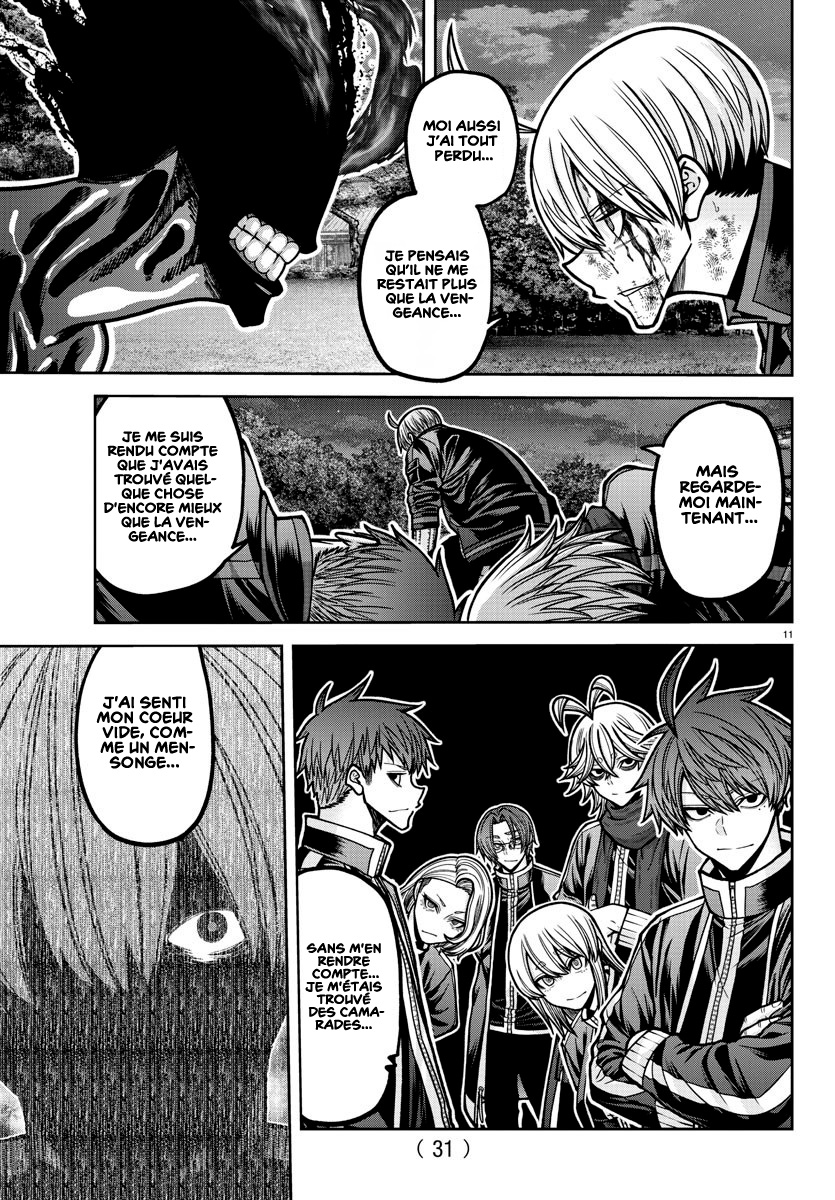 MOI AUSSI
J'AI TOUT
PERDU...
JE PENSAIS
QU'IL NE ME
RESTAIT PLUS
QUE LA VEN-
GEANCE...
MAIS
REGARDE-
MOI MAIN-
TENANT...
JE ME SUIS
RENDU COMPTE
QUE J'AVAIS
TROUVÉ QUEL-
QUE CHOSE
D'ENCORE MIEUX
QUE LA VEN-
GEANCE...
11
SANS M'EN
RENDRE
COMPTE...
JE M'ÉTAIS
TROUVÉ
DES CAMA-
RADES...
J'AI SENTI
MON COEUR
VIDE, COM-
ME UN MEN-
SONGE...
( 31 )